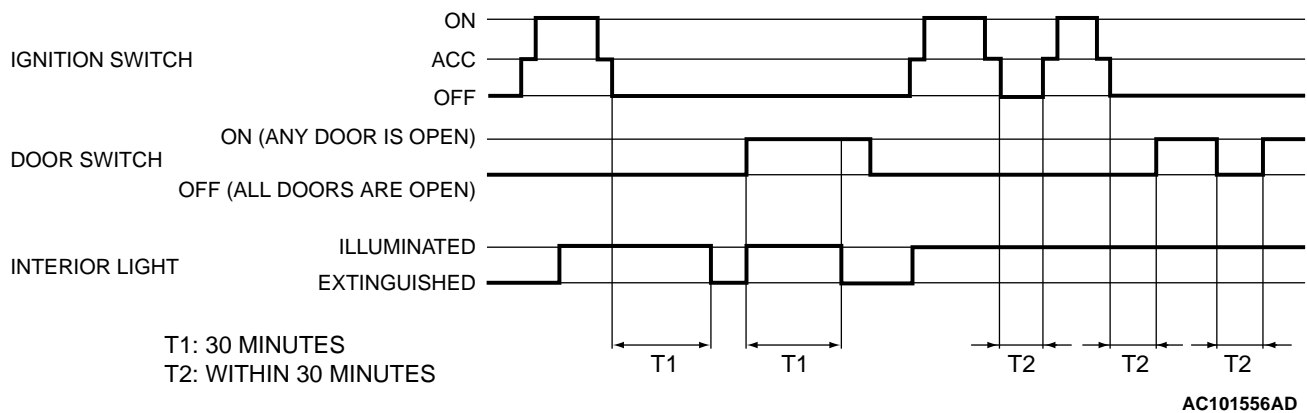 ON
IGNITION SWITCH
ACC
OFF
ON (ANY DOOR IS OPEN)
DOOR SWITCH
OFF (ALL DOORS ARE OPEN)
ILLUMINATED
INTERIOR LIGHT
EXTINGUISHED
T1: 30 MINUTES
T2: WITHIN 30 MINUTES
T1
T1
T2
T2
T2
AC101556AD